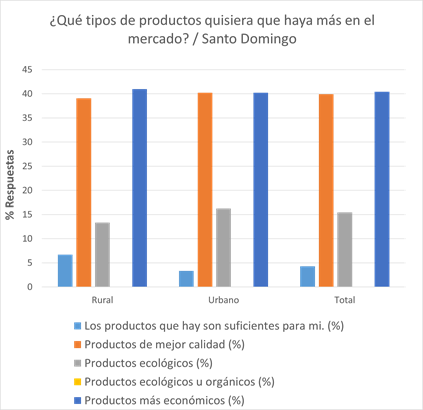 ¿Qué tipos de productos quisiera que haya más en el
mercado? / Santo Domingo
45
40
35
30
25
20
15
10
5
0
% Respuestas
Rural
Urbano
Total
Los productos que hay son suficientes para mi. (%)
Productos de mejor calidad (%)
Productos ecológicos (%)
Productos ecológicos u orgánicos (%)
Productos más económicos (%)